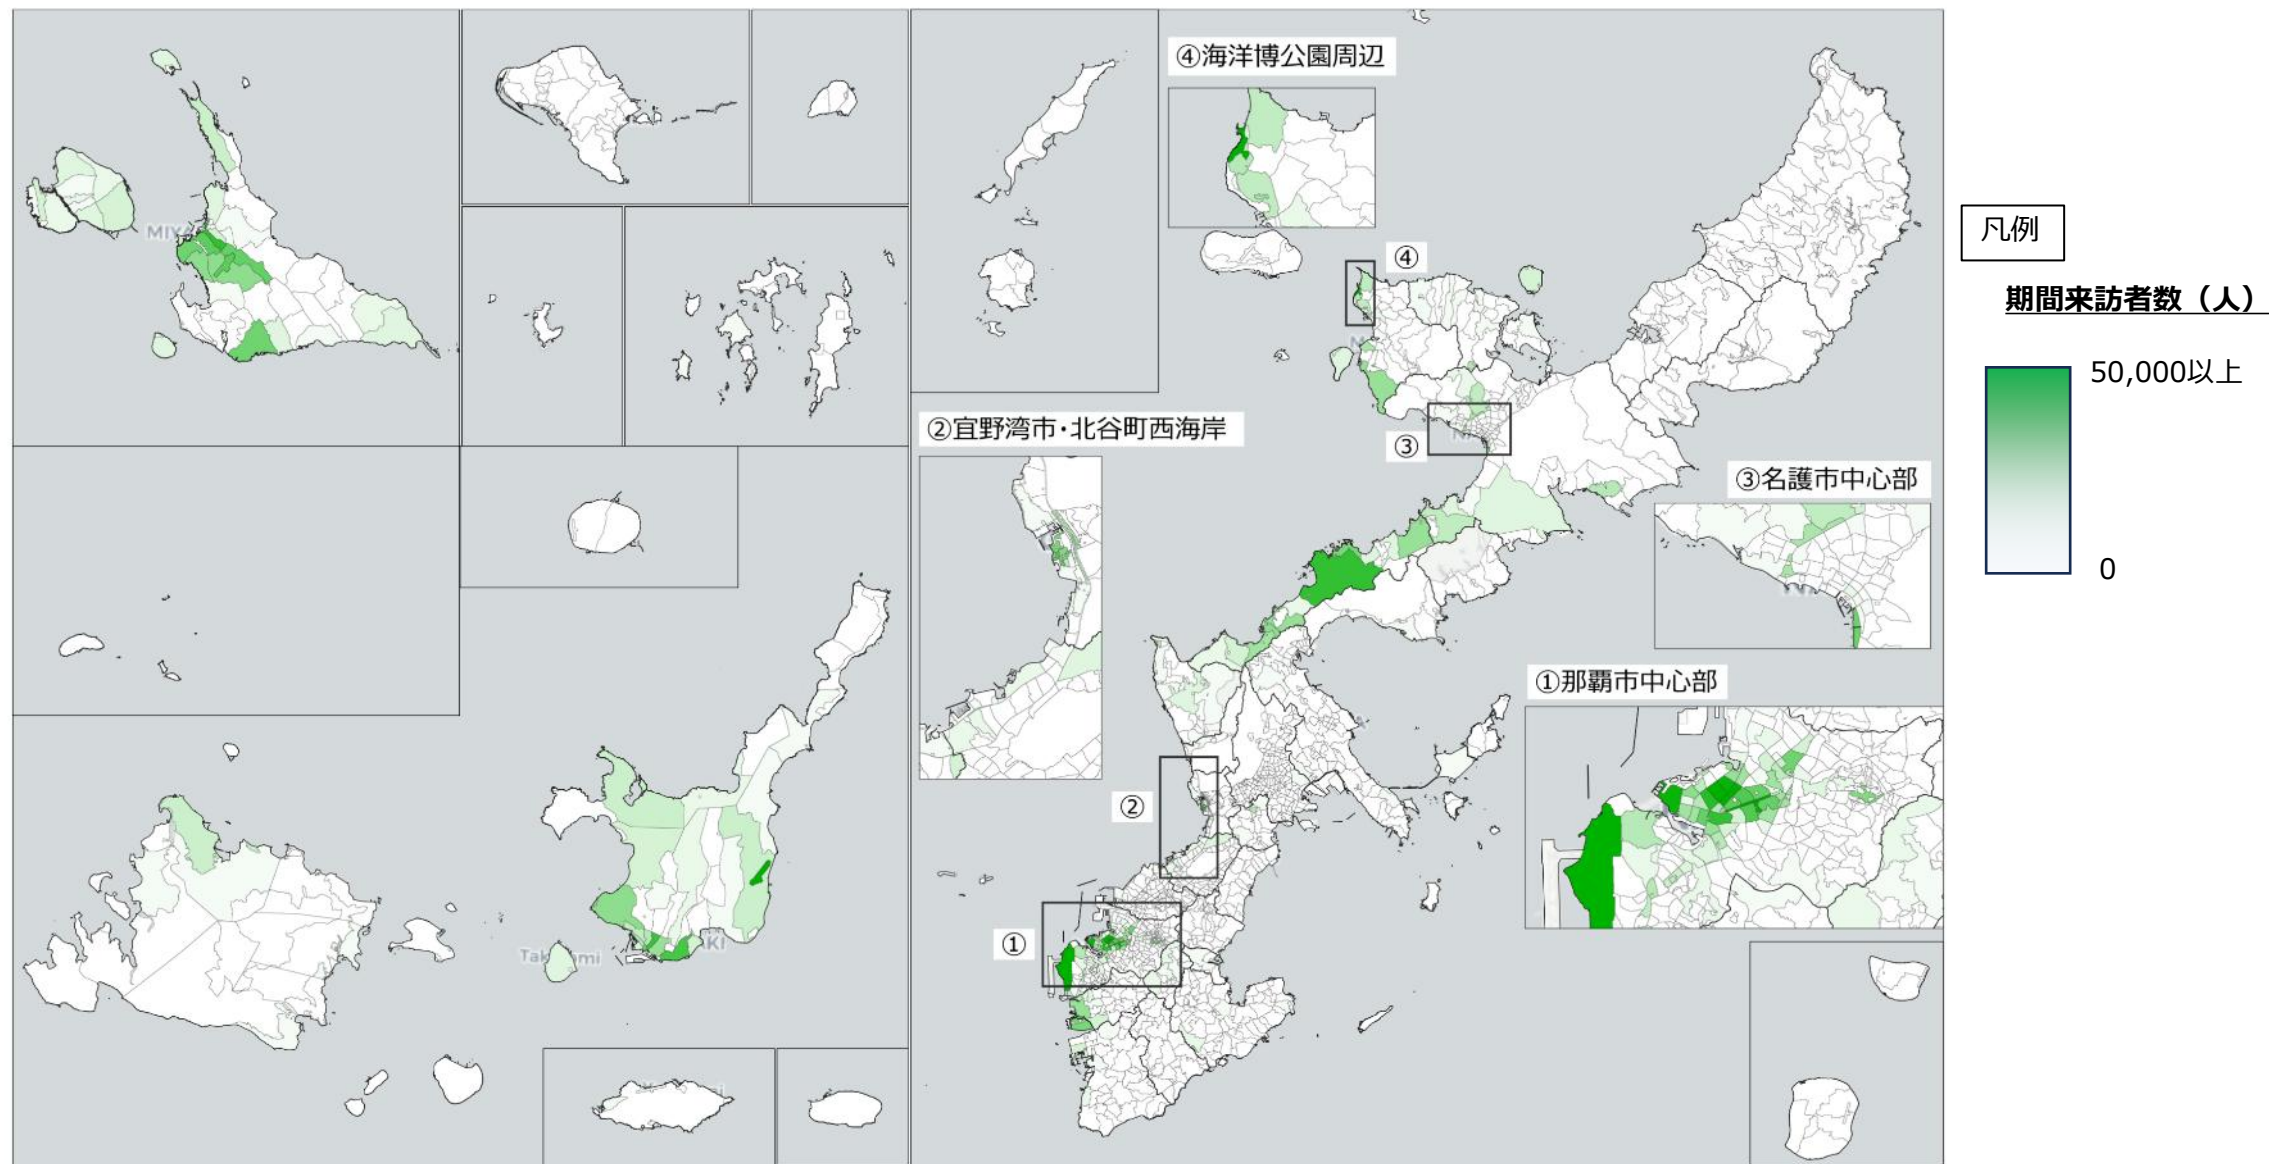 ④海洋博公園周辺
凡例
④
期間来訪者数（人）
50,000以上
②宜野湾市・北谷町西海岸
③
③名護市中心部
0
①那覇市中心部
②
①